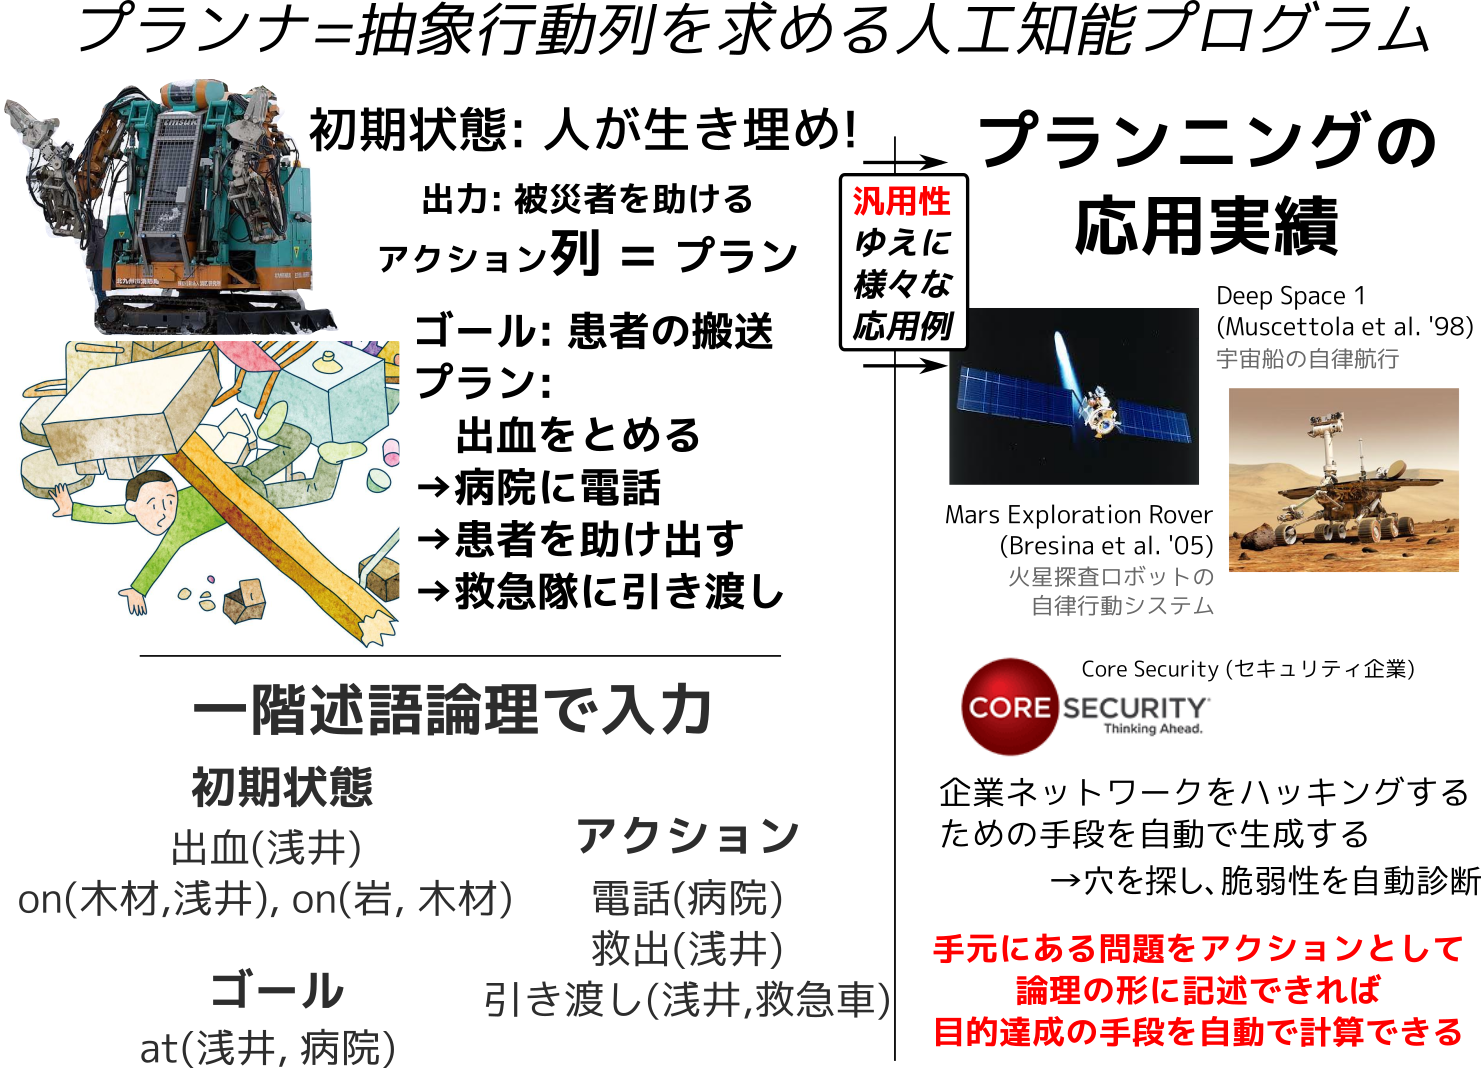 プランナ=抽象行動列を求める人工知能プログラム
初期状態: 人が生き埋め!
出力: 被災者を助ける
アクション列 = プラン
ゴール: 患者の搬送
プラン:
出血をとめる
→病院に電話
→患者を助け出す
→救急隊に引き渡し
一階述語論理で入力
初期状態
出血(浅井)
on(木材,浅井), on(岩, 木材)
ゴール
at(浅井, 病院)
アクション
電話(病院)
救出(浅井)
引き渡し(浅井,救急車)
汎用性
ゆえに
様々な
応用例
プランニングの
応用実績
Deep Space 1
(Muscettola et al. '98)
宇宙船の自律航行
Mars Exploration Rover
(Bresina et al. '05)
火星探査ロボットの
自律行動システム
Core Security (セキュリティ企業)
CORE SECURITY
Thinking Ahead.
企業ネットワークをハッキングする
ための手段を自動で生成する
→穴を探し、脆弱性を自動診断
手元にある問題をアクションとして
論理の形に記述できれば
目的達成の手段を自動で計算できる